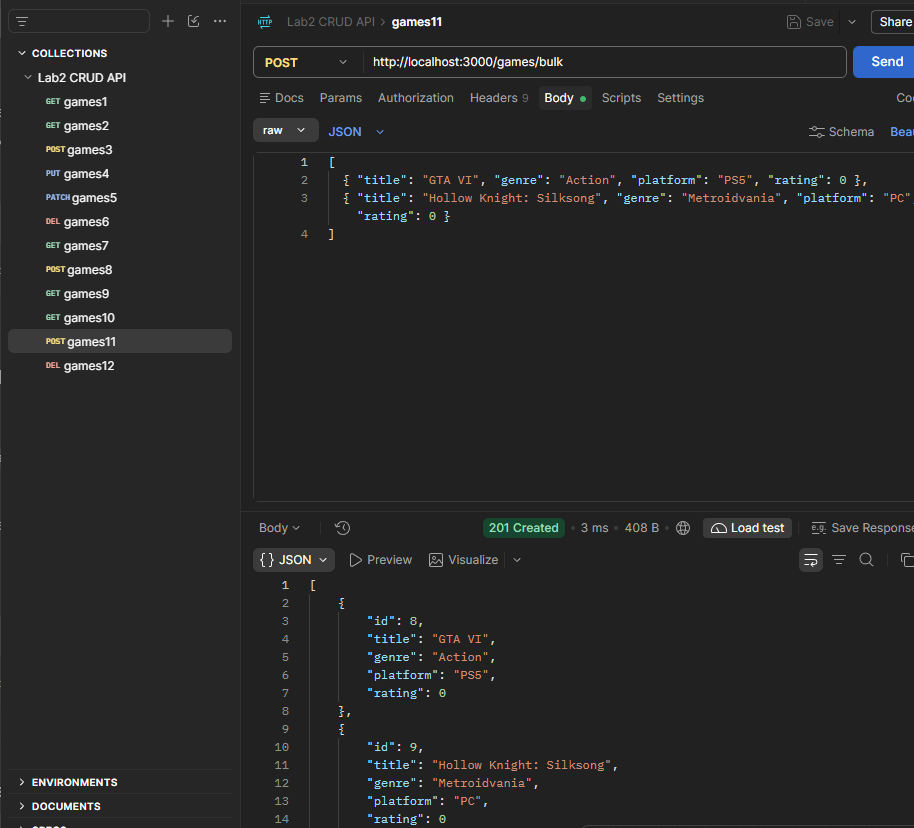 COLLECTIONS
Lab2 CRUD API
GET games1
GET games2
POST games3
PUT games4
PATCH games5
DEL games6
GET games7
POST games8
GET games9
GET games10
POST games11
DEL games12
ENVIRONMENTS
DOCUMENTS
HTTP Lab2 CRUD API > games11
Save
Share
POST http://localhost:3000/games/bulk
Send
Docs Params Authorization Headers 9 Body Scripts Settings
raw JSON
Schema
1 [
2 { "title": "GTA VI", "genre": "Action", "platform": "PS5", "rating": 0 },
3 { "title": "Hollow Knight: Silksong", "genre": "Metroidvania", "platform": "PC",
"rating": 0 }
4 ]
Body 201 Created • 3 ms • 408 B • Load test e.g. Save Response
{} JSON Preview Visualize
1 [
2 {
3 "id": 8,
4 "title": "GTA VI",
5 "genre": "Action",
6 "platform": "PS5",
7 "rating": 0
8 },
9 {
10 "id": 9,
11 "title": "Hollow Knight: Silksong",
12 "genre": "Metroidvania",
13 "platform": "PC",
14 "rating": 0